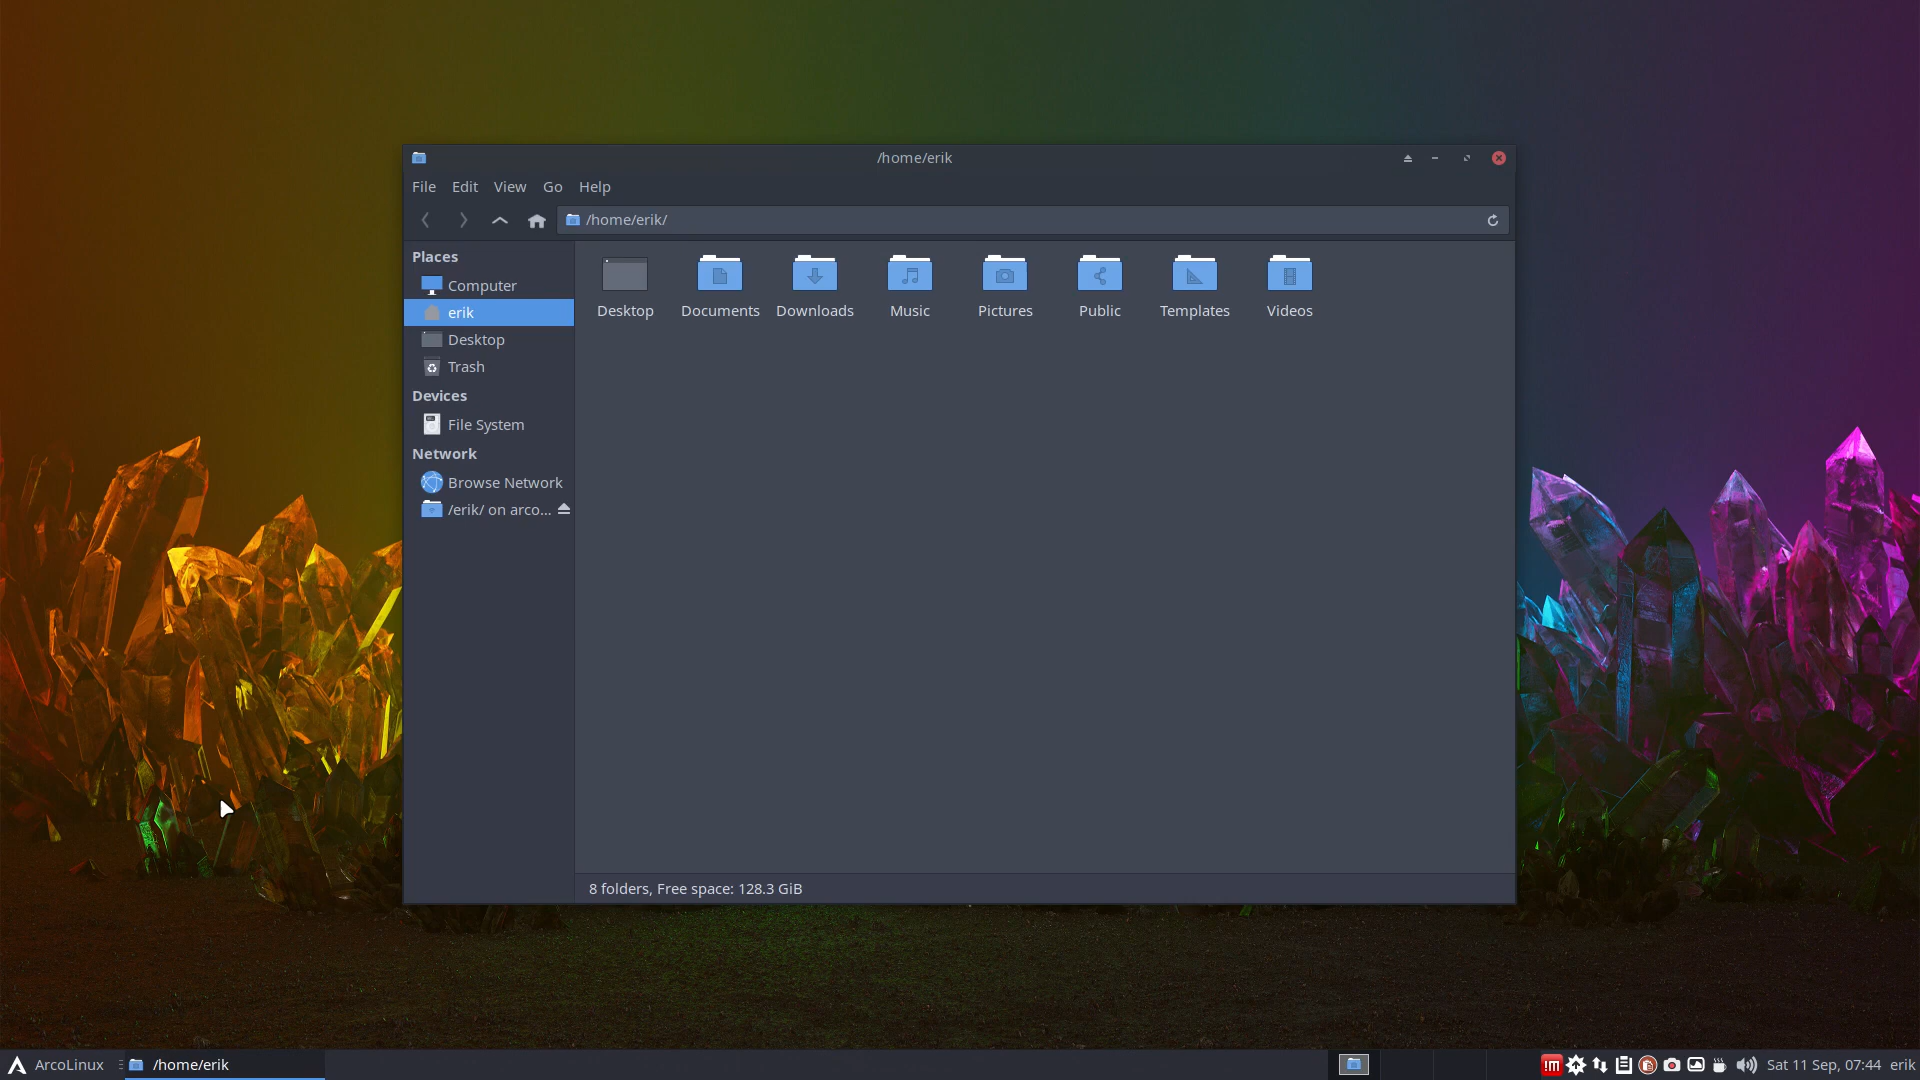 /home/erik
File Edit View Go Help
/home/erik/
Places
Computer
erik
Desktop
Trash
Devices
File System
Network
Browse Network
/erik/ on arco...
Desktop Documents Downloads Music Pictures Public Templates Videos
8 folders, Free space: 128.3 GiB
ArcoLinux /home/erik !m Sat 11 Sep, 07:44 erik